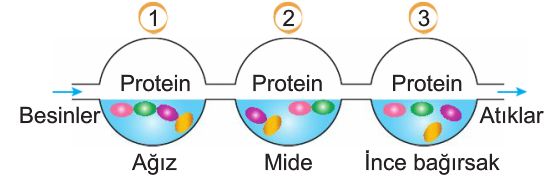 1 2 3
Protein Protein Protein
Besinler Atıklar
Ağız Mide İnce bağırsak